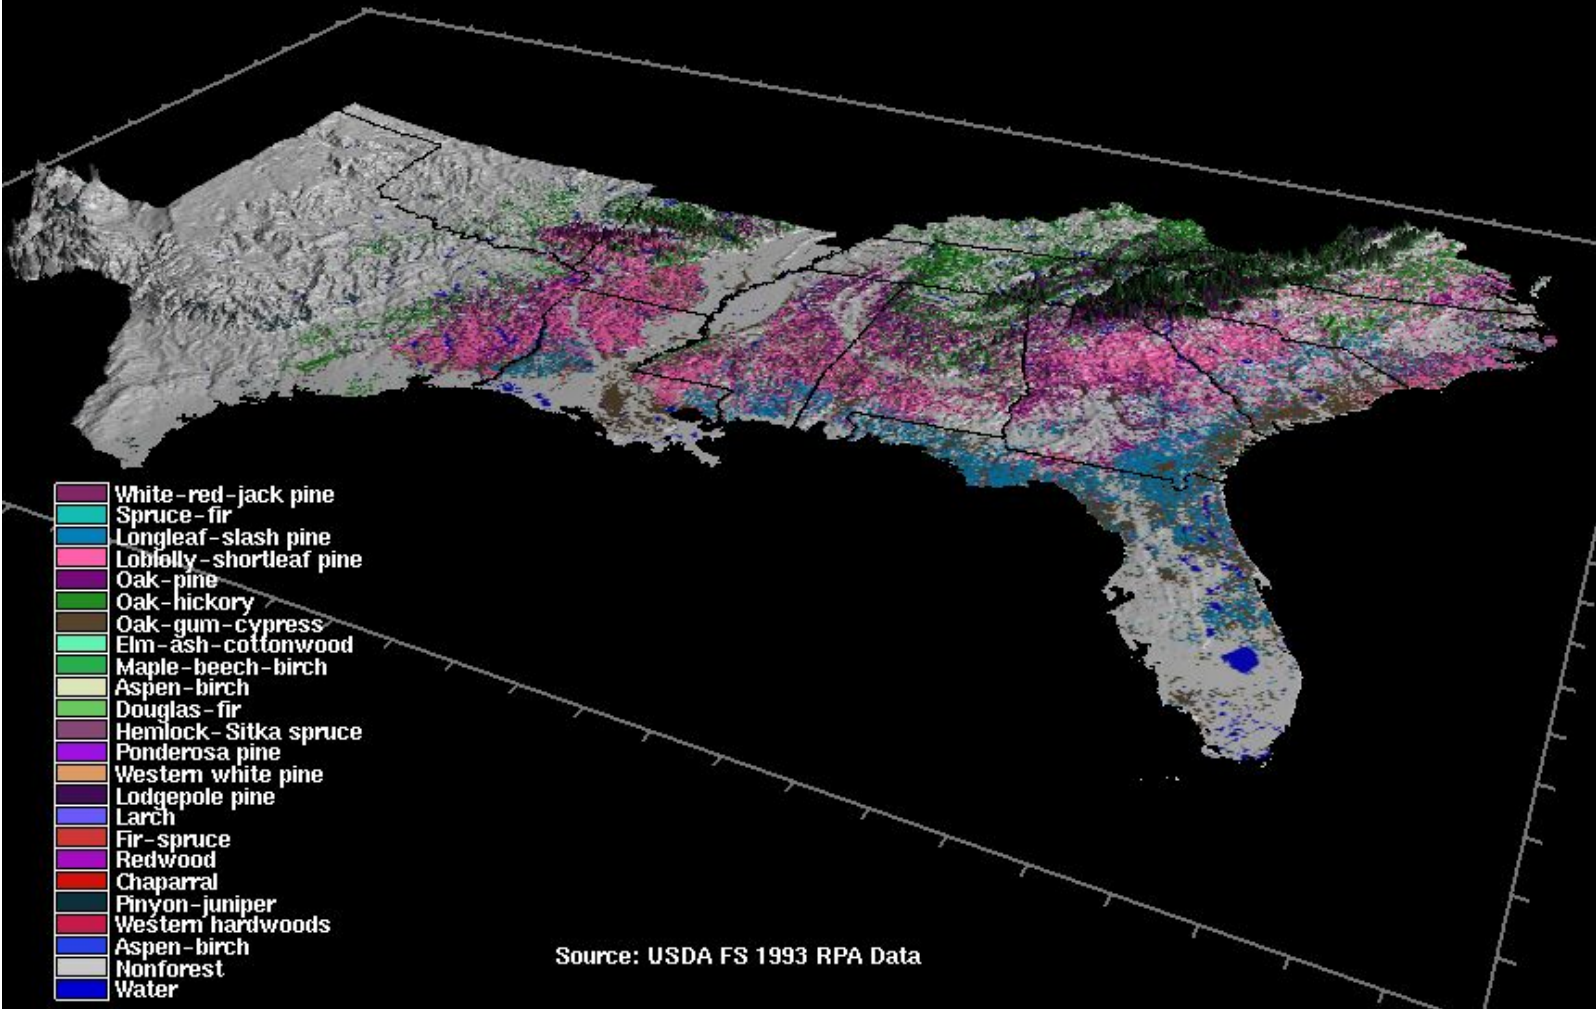 White-red-jack pine
Spruce-fir
Longleaf-slash pine
Loblolly-shortleaf pine
Oak-pine
Oak-hickory
Oak-gum-cypress
Elm-ash-cottonwood
Maple-beech-birch
Aspen-birch
Douglas-fir
Hemlock-Sitka spruce
Ponderosa pine
Western white pine
Lodgepole pine
Larch
Fir-spruce
Redwood
Chaparral
Pinyon-juniper
Western hardwoods
Aspen-birch
Nonforest
Water
Source: USDA FS 1993 RPA Data